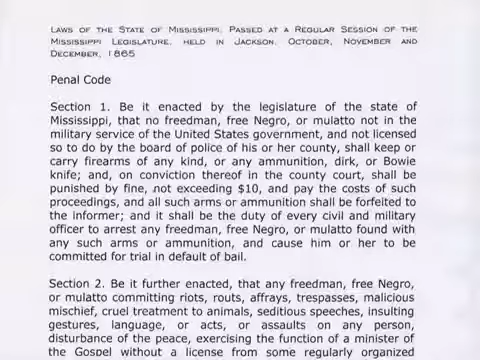 LAWS OF THE STATE OF MISSISSIPPI, PASSED AT A REGULAR SESSION OF THE
MISSISSIPPI LEGISLATURE, HELD IN JACKSON, OCTOBER, NOVEMBER AND
DECEMBER, 1865
Penal Code
Section 1. Be it enacted by the legislature of the state of
Mississippi, that no freedman, free Negro, or mulatto not in the
military service of the United States government, and not licensed
so to do by the board of police of his or her county, shall keep or
carry firearms of any kind, or any ammunition, dirk, or Bowie
knife; and, on conviction thereof in the county court, shall be
punished by fine, not exceeding $10, and pay the costs of such
proceedings, and all such arms or ammunition shall be forfeited to
the informer; and it shall be the duty of every civil and military
officer to arrest any freedman, free Negro, or mulatto found with
any such arms or ammunition, and cause him or her to be
committed for trial in default of bail.
Section 2. Be it further enacted, that any freedman, free Negro,
or mulatto committing riots, routs, affrays, trespasses, malicious
mischief, cruel treatment to animals, seditious speeches, insulting
gestures, language, or acts, or assaults on any person,
disturbance of the peace, exercising the function of a minister of
the Gospel without a license from some regularly organized